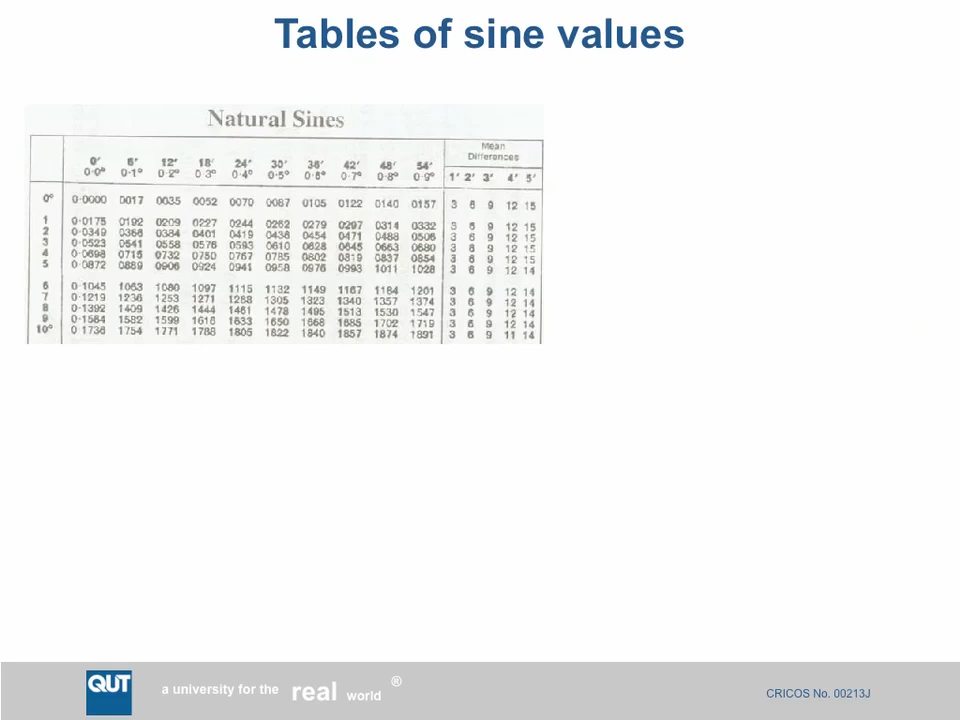 Tables of sine values
Natural Sines
Mean
Differences
0′ 6′ 12′ 18′ 24′ 30′ 36′ 42′ 48′ 54′
0·0° 0·1° 0·2° 0·3° 0·4° 0·5° 0·6° 0·7° 0·8° 0·9° 1′ 2′ 3′ 4′ 5′
0° 0·0000 0017 0035 0052 0070 0087 0105 0122 0140 0157 3 6 9 12 15
1 0·0175 0192 0209 0227 0244 0262 0279 0297 0314 0332 3 6 9 12 15
2 0·0349 0366 0384 0401 0419 0436 0454 0471 0488 0506 3 6 9 12 15
3 0·0523 0541 0558 0576 0593 0610 0628 0645 0663 0680 3 6 9 12 15
4 0·0698 0715 0732 0750 0767 0785 0802 0819 0837 0854 3 6 9 12 15
5 0·0872 0889 0906 0924 0941 0958 0976 0993 1011 1028 3 6 9 12 14
6 0·1045 1063 1080 1097 1115 1132 1149 1167 1184 1201 3 6 9 12 14
7 0·1219 1236 1253 1271 1288 1305 1323 1340 1357 1374 3 6 9 12 14
8 0·1392 1409 1426 1444 1461 1478 1495 1513 1530 1547 3 6 9 12 14
9 0·1564 1582 1599 1616 1633 1650 1668 1685 1702 1719 3 6 9 12 14
10° 0·1736 1754 1771 1788 1805 1822 1840 1857 1874 1891 3 6 9 11 14
QUT
a university for the real world ®
CRICOS No. 00213J